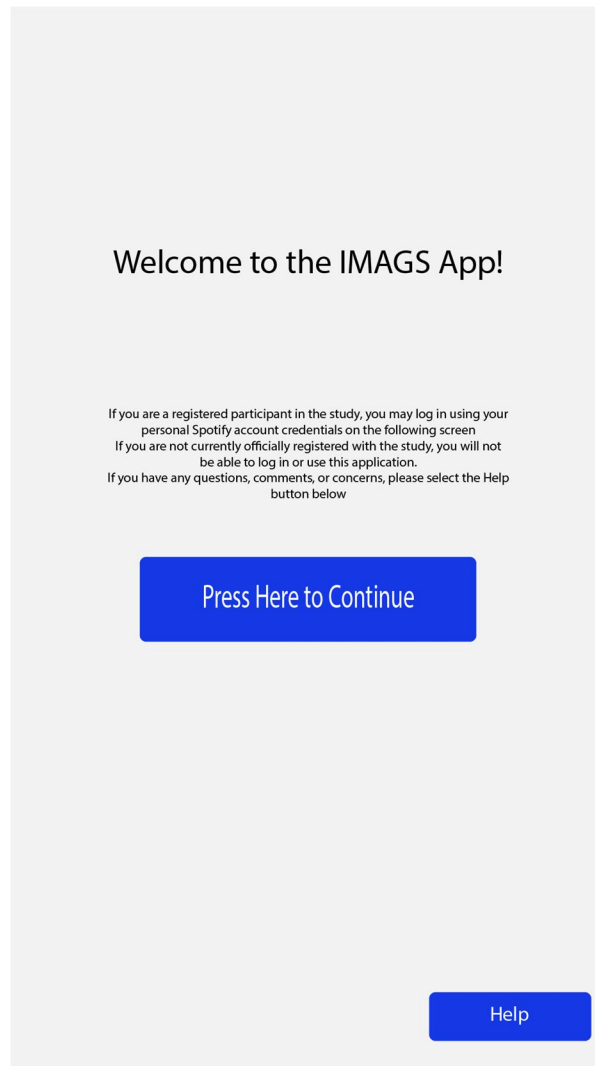 Welcome to the IMAGS App!
If you are a registered participant in the study, you may log in using your
personal Spotify account credentials on the following screen
If you are not currently officially registered with the study, you will not
be able to log in or use this application.
If you have any questions, comments, or concerns, please select the Help
button below
Press Here to Continue
Help